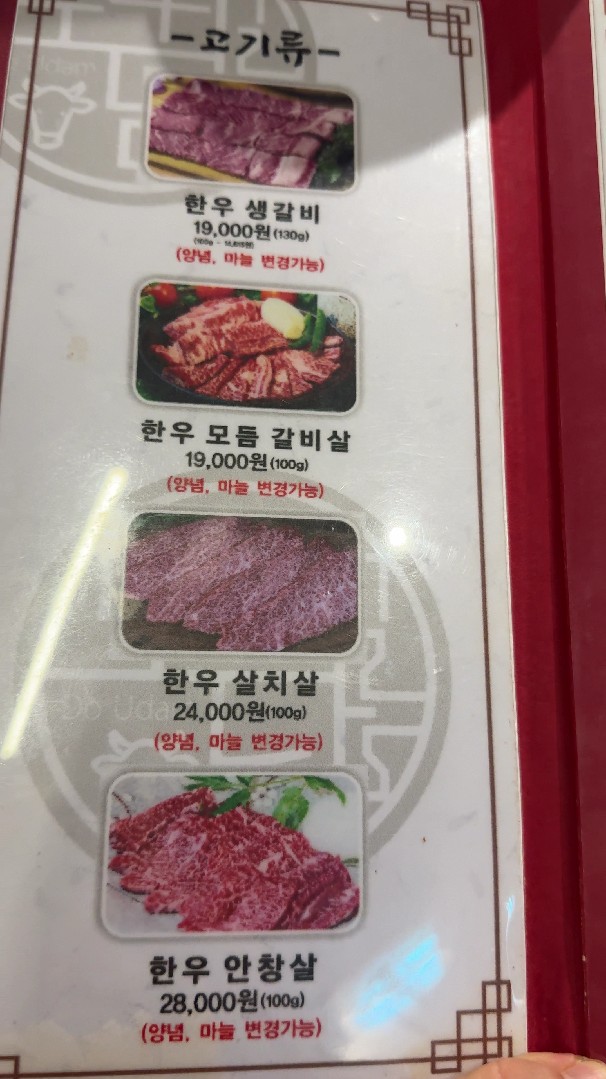 -고기류-
한우 생갈비
19,000원(130g)
(양념, 마늘 변경가능)
한우 모듬 갈비살
19,000원(100g)
(양념, 마늘 변경가능)
한우 살치살
24,000원(100g)
(양념, 마늘 변경가능)
한우 안창살
28,000원(100g)
(양념, 마늘 변경가능)